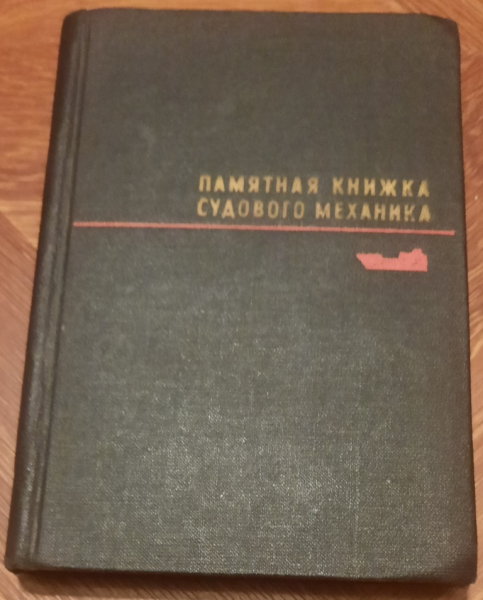 ПАМЯТНАЯ КНИЖКА
СУДОВОГО МЕХАНИКА